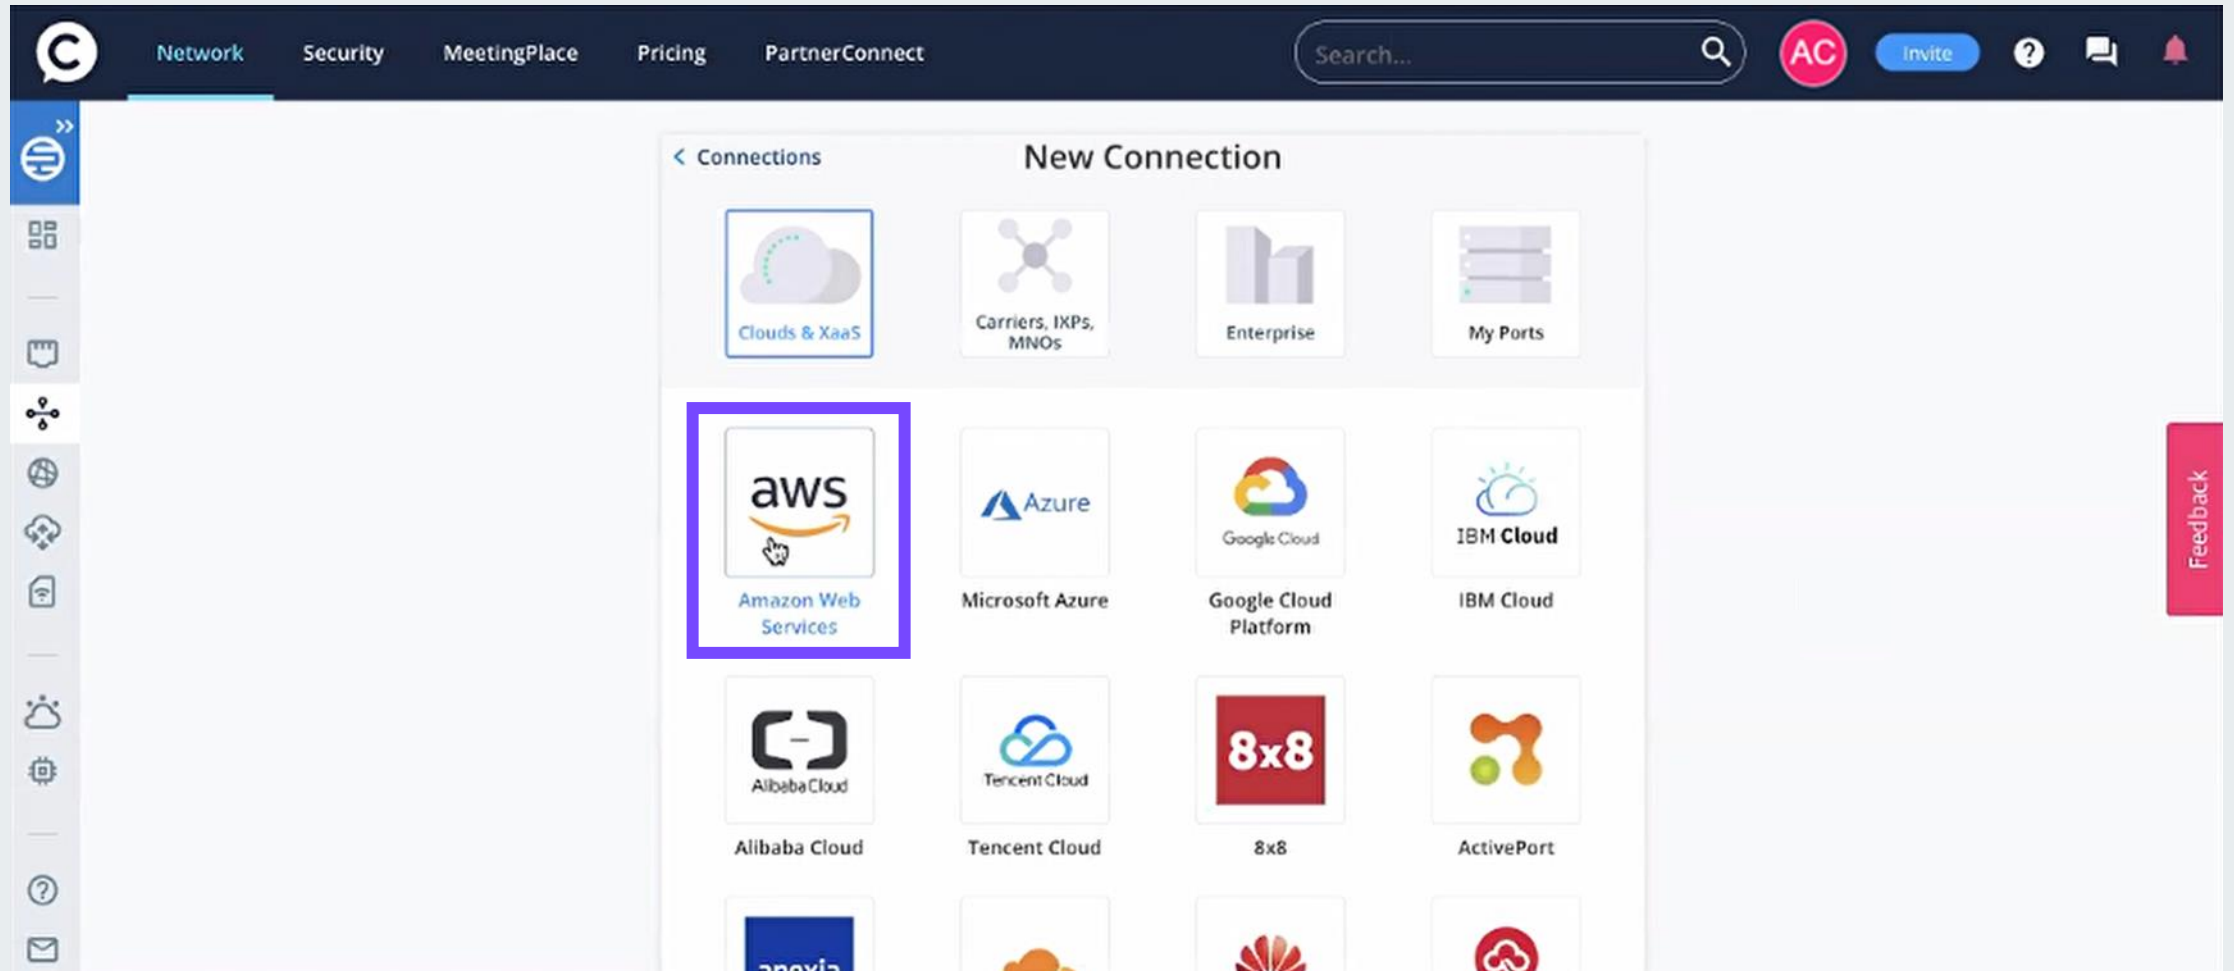 C
Network
Security
MeetingPlace
Pricing
PartnerConnect
Search...
AC
Invite
Connections
New Connection
Clouds & XaaS
Carriers, IXPs,
MNOs
Enterprise
My Ports
aws
Azure
Google Cloud
IBM Cloud
Amazon Web
Services
Microsoft Azure
Google Cloud
Platform
IBM Cloud
Feedback
Alibaba Cloud
Tencent Cloud
8x8
Alibaba Cloud
Tencent Cloud
8x8
ActivePort
anexia